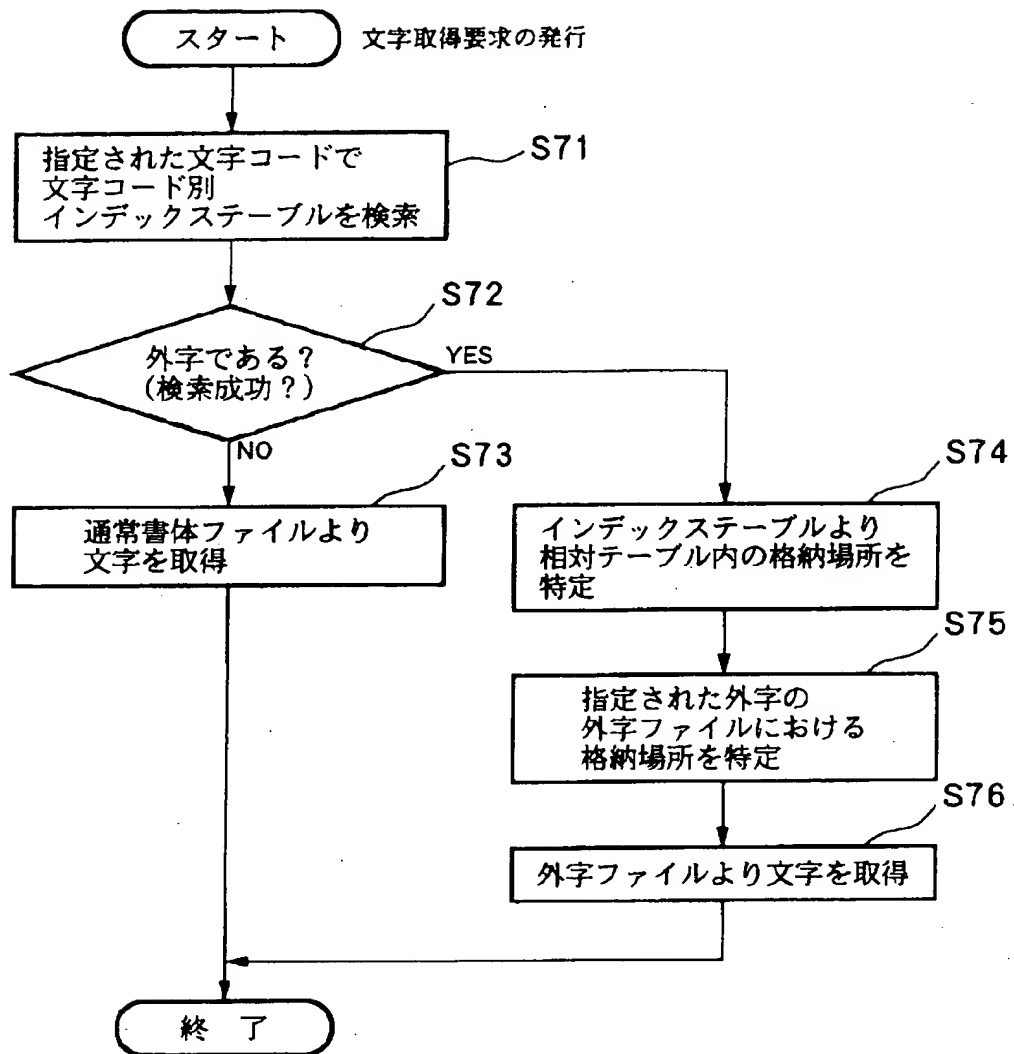 スタート
文字取得要求の発行
指定された文字コードで
文字コード別
インデックステーブルを検索
S71
S72
外字である?
(検索成功?)
YES
NO
S73
通常書体ファイルより
文字を取得
S74
インデックステーブルより
相対テーブル内の格納場所を
特定
S75
指定された外字の
外字ファイルにおける
格納場所を特定
S76
外字ファイルより文字を取得
終 了